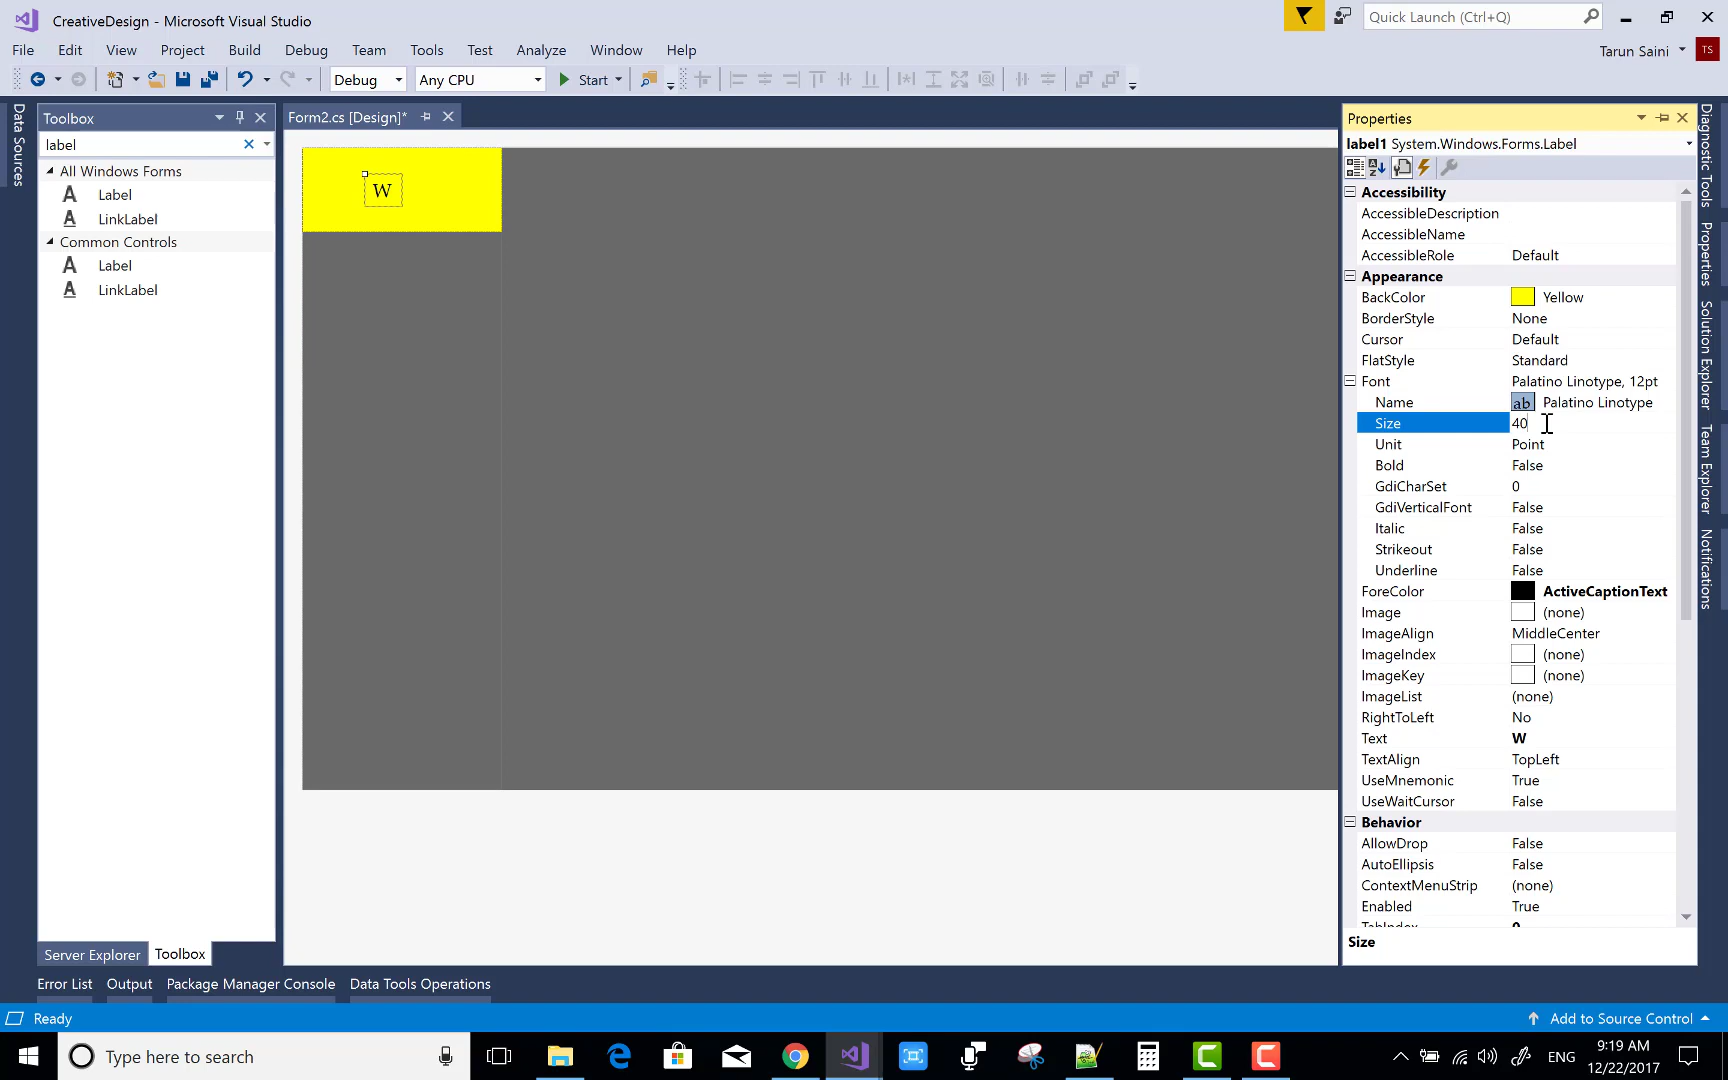 CreativeDesign - Microsoft Visual Studio
Quick Launch (Ctrl+Q)
File Edit View Project Build Debug Team Tools Test Analyze Window Help
Tarun Saini TS
Debug Any CPU Start
Data Sources
Toolbox
label
All Windows Forms
A Label
A LinkLabel
Common Controls
A Label
A LinkLabel
Server Explorer Toolbox
Form2.cs [Design]*
W
Properties
label1 System.Windows.Forms.Label
Accessibility
AccessibleDescription
AccessibleName
AccessibleRole Default
Appearance
BackColor Yellow
BorderStyle None
Cursor Default
FlatStyle Standard
Font Palatino Linotype, 12pt
Name ab Palatino Linotype
Size 40
Unit Point
Bold False
GdiCharSet 0
GdiVerticalFont False
Italic False
Strikeout False
Underline False
ForeColor ActiveCaptionText
Image (none)
ImageAlign MiddleCenter
ImageIndex (none)
ImageKey (none)
ImageList (none)
RightToLeft No
Text W
TextAlign TopLeft
UseMnemonic True
UseWaitCursor False
Behavior
AllowDrop False
AutoEllipsis False
ContextMenuStrip (none)
Enabled True
TabIndex 0
Size
Diagnostic Tools
Properties
Solution Explorer
Team Explorer
Notifications
Error List Output Package Manager Console Data Tools Operations
Ready
Add to Source Control
Type here to search
ENG
9:19 AM
12/22/2017